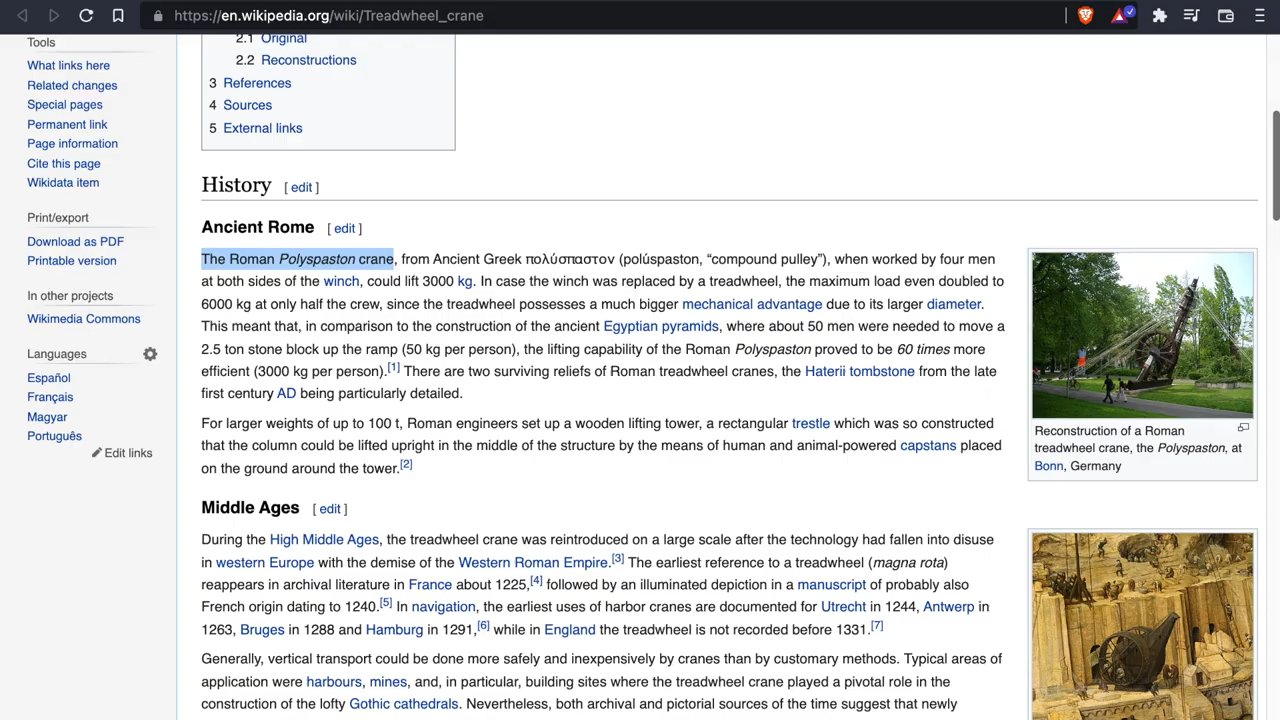 https://en.wikipedia.org/wiki/Treadwheel_crane
Tools
What links here
Related changes
Special pages
Permanent link
Page information
Cite this page
Wikidata item
Print/export
Download as PDF
Printable version
In other projects
Wikimedia Commons
Languages
Español
Français
Magyar
Português
Edit links
2.1 Original
2.2 Reconstructions
3 References
4 Sources
5 External links
History [ edit ]
Ancient Rome [ edit ]
The Roman Polyspaston crane, from Ancient Greek πολύσπαστον (polúspaston, “compound pulley”), when worked by four men
at both sides of the winch, could lift 3000 kg. In case the winch was replaced by a treadwheel, the maximum load even doubled to
6000 kg at only half the crew, since the treadwheel possesses a much bigger mechanical advantage due to its larger diameter.
This meant that, in comparison to the construction of the ancient Egyptian pyramids, where about 50 men were needed to move a
2.5 ton stone block up the ramp (50 kg per person), the lifting capability of the Roman Polyspaston proved to be 60 times more
efficient (3000 kg per person).[1] There are two surviving reliefs of Roman treadwheel cranes, the Haterii tombstone from the late
first century AD being particularly detailed.
For larger weights of up to 100 t, Roman engineers set up a wooden lifting tower, a rectangular trestle which was so constructed
that the column could be lifted upright in the middle of the structure by the means of human and animal-powered capstans placed
on the ground around the tower.[2]
Reconstruction of a Roman
treadwheel crane, the Polyspaston, at
Bonn, Germany
Middle Ages [ edit ]
During the High Middle Ages, the treadwheel crane was reintroduced on a large scale after the technology had fallen into disuse
in western Europe with the demise of the Western Roman Empire.[3] The earliest reference to a treadwheel (magna rota)
reappears in archival literature in France about 1225,[4] followed by an illuminated depiction in a manuscript of probably also
French origin dating to 1240.[5] In navigation, the earliest uses of harbor cranes are documented for Utrecht in 1244, Antwerp in
1263, Bruges in 1288 and Hamburg in 1291,[6] while in England the treadwheel is not recorded before 1331.[7]
Generally, vertical transport could be done more safely and inexpensively by cranes than by customary methods. Typical areas of
application were harbours, mines, and, in particular, building sites where the treadwheel crane played a pivotal role in the
construction of the lofty Gothic cathedrals. Nevertheless, both archival and pictorial sources of the time suggest that newly